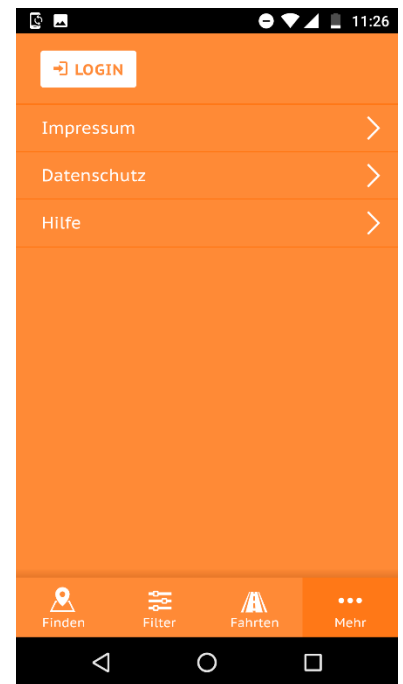 11:26
LOGIN
Impressum
Datenschutz
Hilfe
Finden
Filter
Fahrten
Mehr